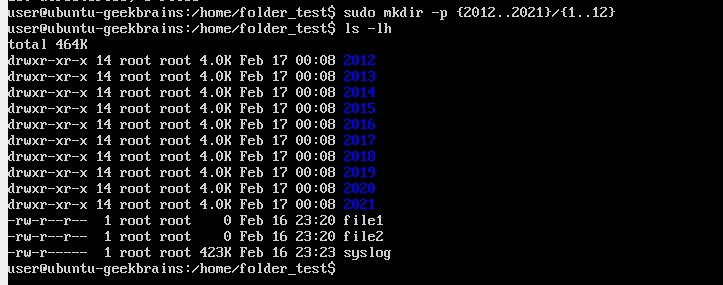 user@ubuntu-geekbrains:/home/folder_test$ sudo mkdir -p {2012..2021}/{1..12}
user@ubuntu-geekbrains:/home/folder_test$ ls -lh
total 464K
drwxr-xr-x 14 root root 4.0K Feb 17 00:08 2012
drwxr-xr-x 14 root root 4.0K Feb 17 00:08 2013
drwxr-xr-x 14 root root 4.0K Feb 17 00:08 2014
drwxr-xr-x 14 root root 4.0K Feb 17 00:08 2015
drwxr-xr-x 14 root root 4.0K Feb 17 00:08 2016
drwxr-xr-x 14 root root 4.0K Feb 17 00:08 2017
drwxr-xr-x 14 root root 4.0K Feb 17 00:08 2018
drwxr-xr-x 14 root root 4.0K Feb 17 00:08 2019
drwxr-xr-x 14 root root 4.0K Feb 17 00:08 2020
drwxr-xr-x 14 root root 4.0K Feb 17 00:08 2021
-rw-r--r-- 1 root root 0 Feb 16 23:20 file1
-rw-r--r-- 1 root root 0 Feb 16 23:20 file2
-rw-r----- 1 root root 423K Feb 16 23:23 syslog
user@ubuntu-geekbrains:/home/folder_test$